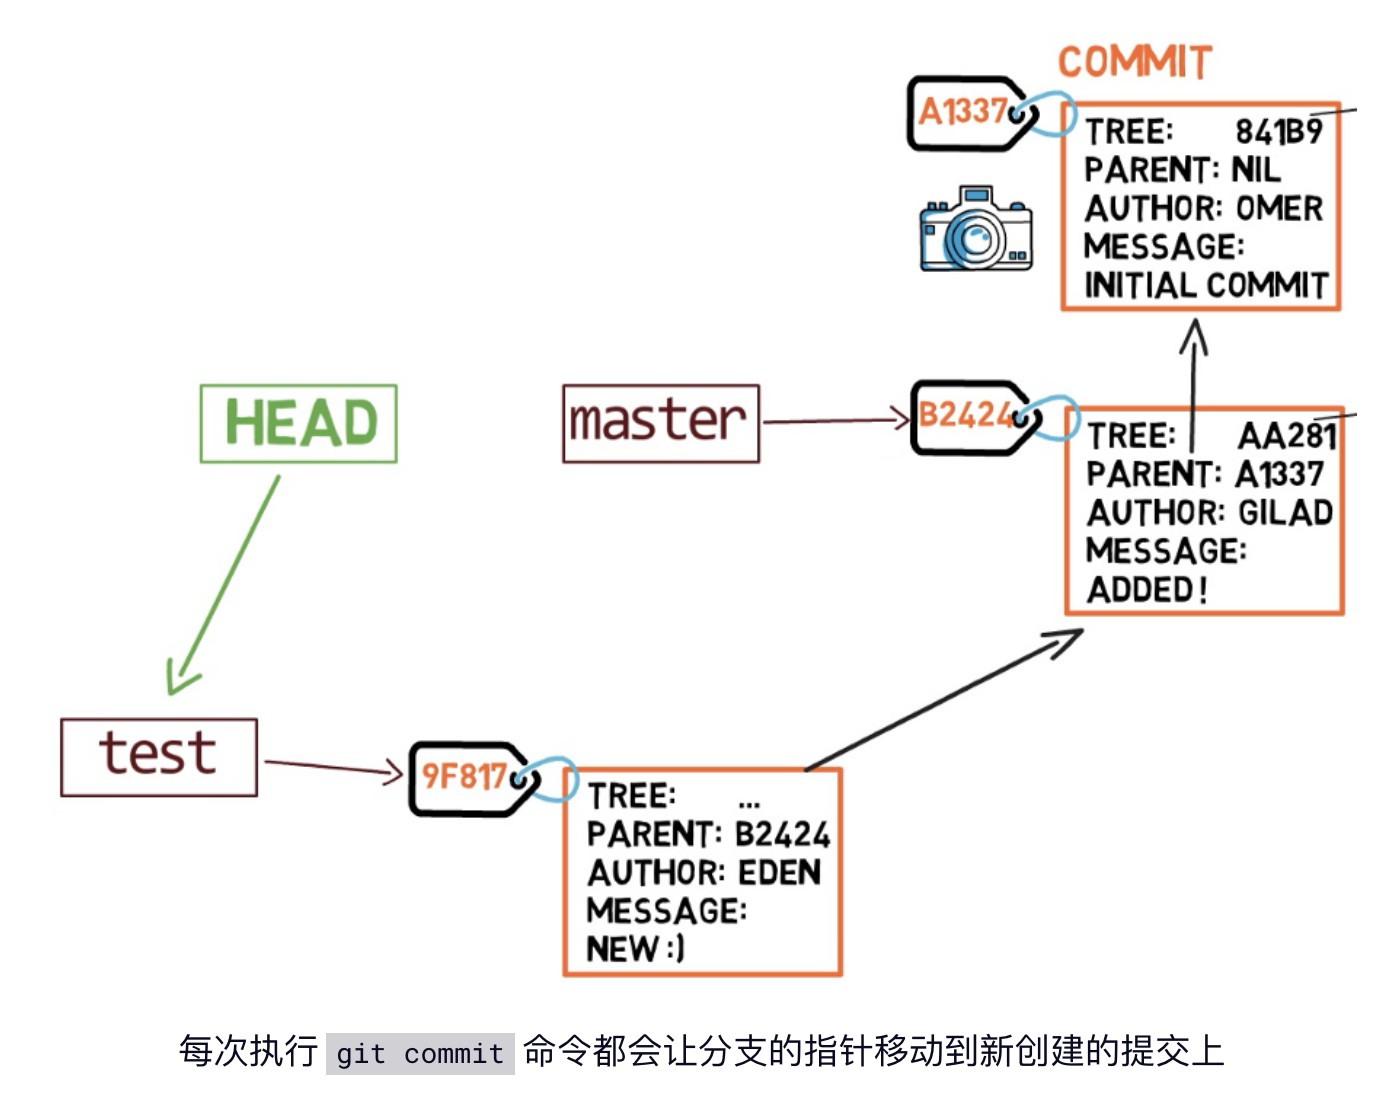 COMMIT
A1337
TREE: 841B9
PARENT: NIL
AUTHOR: OMER
MESSAGE:
INITIAL COMMIT
HEAD
master
B2424
TREE: AA281
PARENT: A1337
AUTHOR: GILAD
MESSAGE:
ADDED!
test
9F817
TREE: ...
PARENT: B2424
AUTHOR: EDEN
MESSAGE:
NEW :)
每次执行 git commit 命令都会让分支的指针移动到新创建的提交上